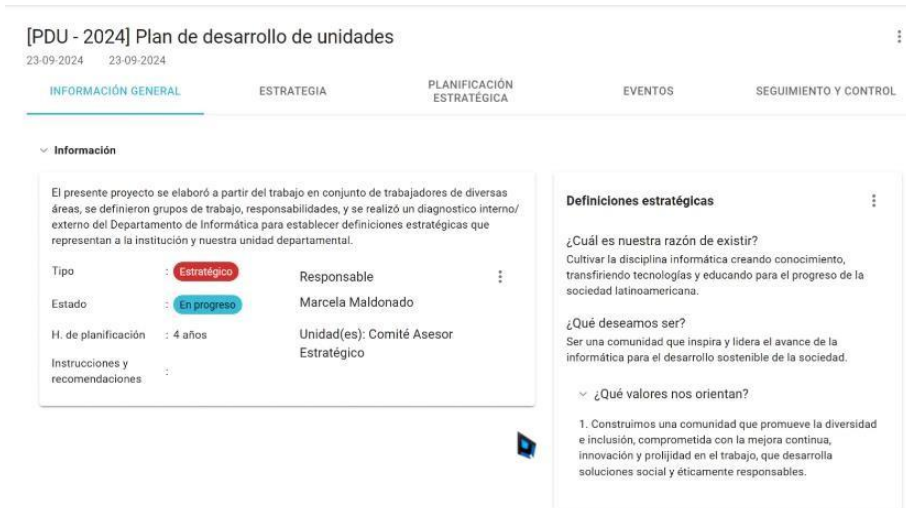 [PDU - 2024] Plan de desarrollo de unidades
23-09-2024 23-09-2024
INFORMACIÓN GENERAL
ESTRATEGIA
PLANIFICACIÓN
ESTRATÉGICA
EVENTOS
SEGUIMIENTO Y CONTROL
Información
El presente proyecto se elaboró a partir del trabajo en conjunto de trabajadores de diversas
áreas, se definieron grupos de trabajo, responsabilidades, y se realizó un diagnostico interno/
externo del Departamento de Informática para establecer definiciones estratégicas que
representan a la institución y nuestra unidad departamental.
Tipo : Estratégico
Estado : En progreso
H. de planificación : 4 años
Instrucciones y
recomendaciones :
Responsable
Marcela Maldonado
Unidad(es): Comité Asesor
Estratégico
Definiciones estratégicas
¿Cuál es nuestra razón de existir?
Cultivar la disciplina informática creando conocimiento,
transfiriendo tecnologías y educando para el progreso de la
sociedad latinoamericana.
¿Qué deseamos ser?
Ser una comunidad que inspira y lidera el avance de la
informática para el desarrollo sostenible de la sociedad.
¿Qué valores nos orientan?
1. Construimos una comunidad que promueve la diversidad
e inclusión, comprometida con la mejora continua,
innovación y prolijidad en el trabajo, que desarrolla
soluciones social y éticamente responsables.